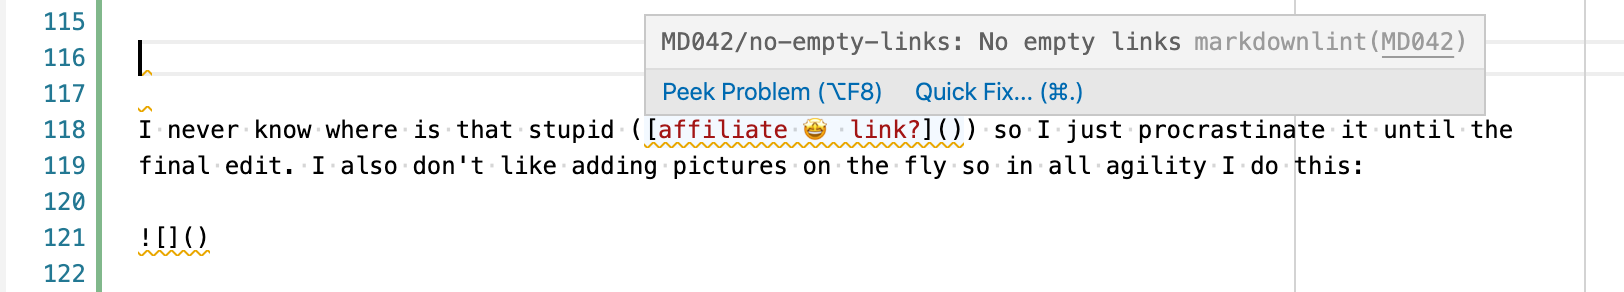 115
MD042/no-empty-links: No empty links markdownlint(MD042)
116
Peek Problem (⌥F8) Quick Fix... (⌘.)
117
118 I never know where is that stupid ([affiliate 🤩 link?]()) so I just procrastinate it until the
119 final edit. I also don't like adding pictures on the fly so in all agility I do this:
120
121 ![]()
122